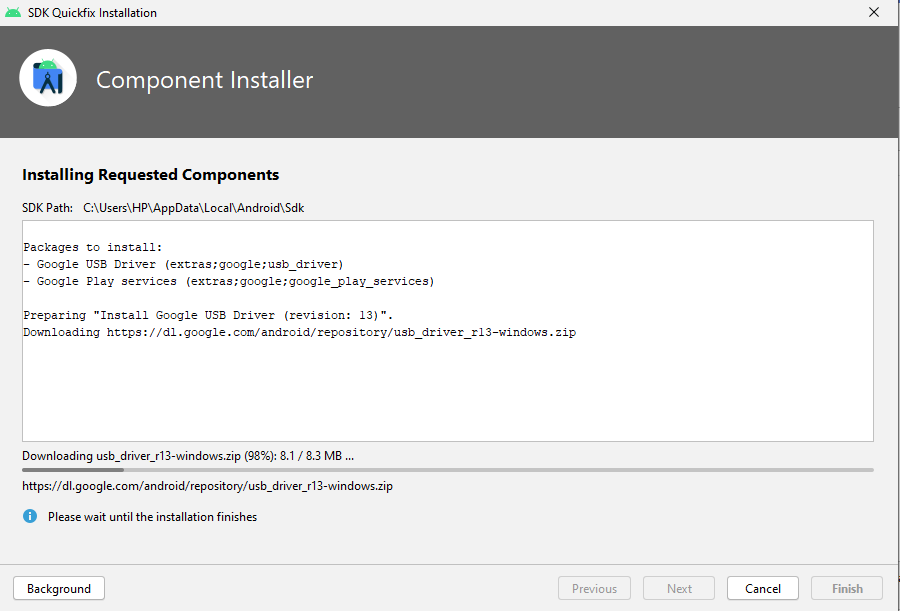 SDK Quickfix Installation
Component Installer
Installing Requested Components
SDK Path: C:\Users\HP\AppData\Local\Android\Sdk
Packages to install:
- Google USB Driver (extras;google;usb_driver)
- Google Play services (extras;google;google_play_services)
Preparing "Install Google USB Driver (revision: 13)".
Downloading https://dl.google.com/android/repository/usb_driver_r13-windows.zip
Downloading usb_driver_r13-windows.zip (98%): 8.1 / 8.3 MB ...
https://dl.google.com/android/repository/usb_driver_r13-windows.zip
Please wait until the installation finishes
Background Previous Next Cancel Finish